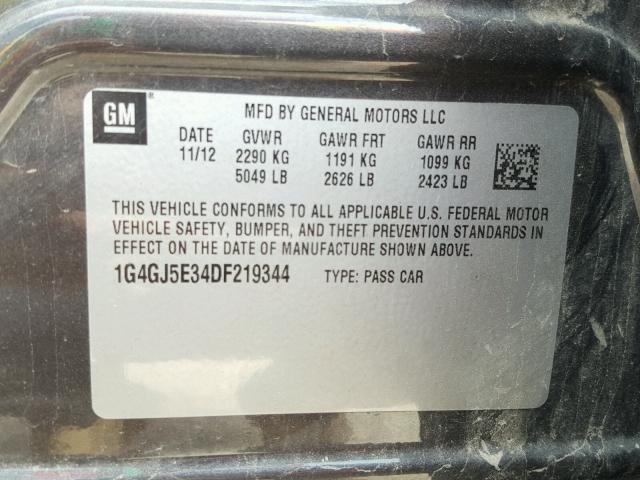 GM
MFD BY GENERAL MOTORS LLC
DATE GVWR GAWR FRT GAWR RR
11/12 2290 KG 1191 KG 1099 KG
5049 LB 2626 LB 2423 LB
THIS VEHICLE CONFORMS TO ALL APPLICABLE U.S. FEDERAL MOTOR
VEHICLE SAFETY, BUMPER, AND THEFT PREVENTION STANDARDS IN
EFFECT ON THE DATE OF MANUFACTURE SHOWN ABOVE.
1G4GJ5E34DF219344 TYPE: PASS CAR